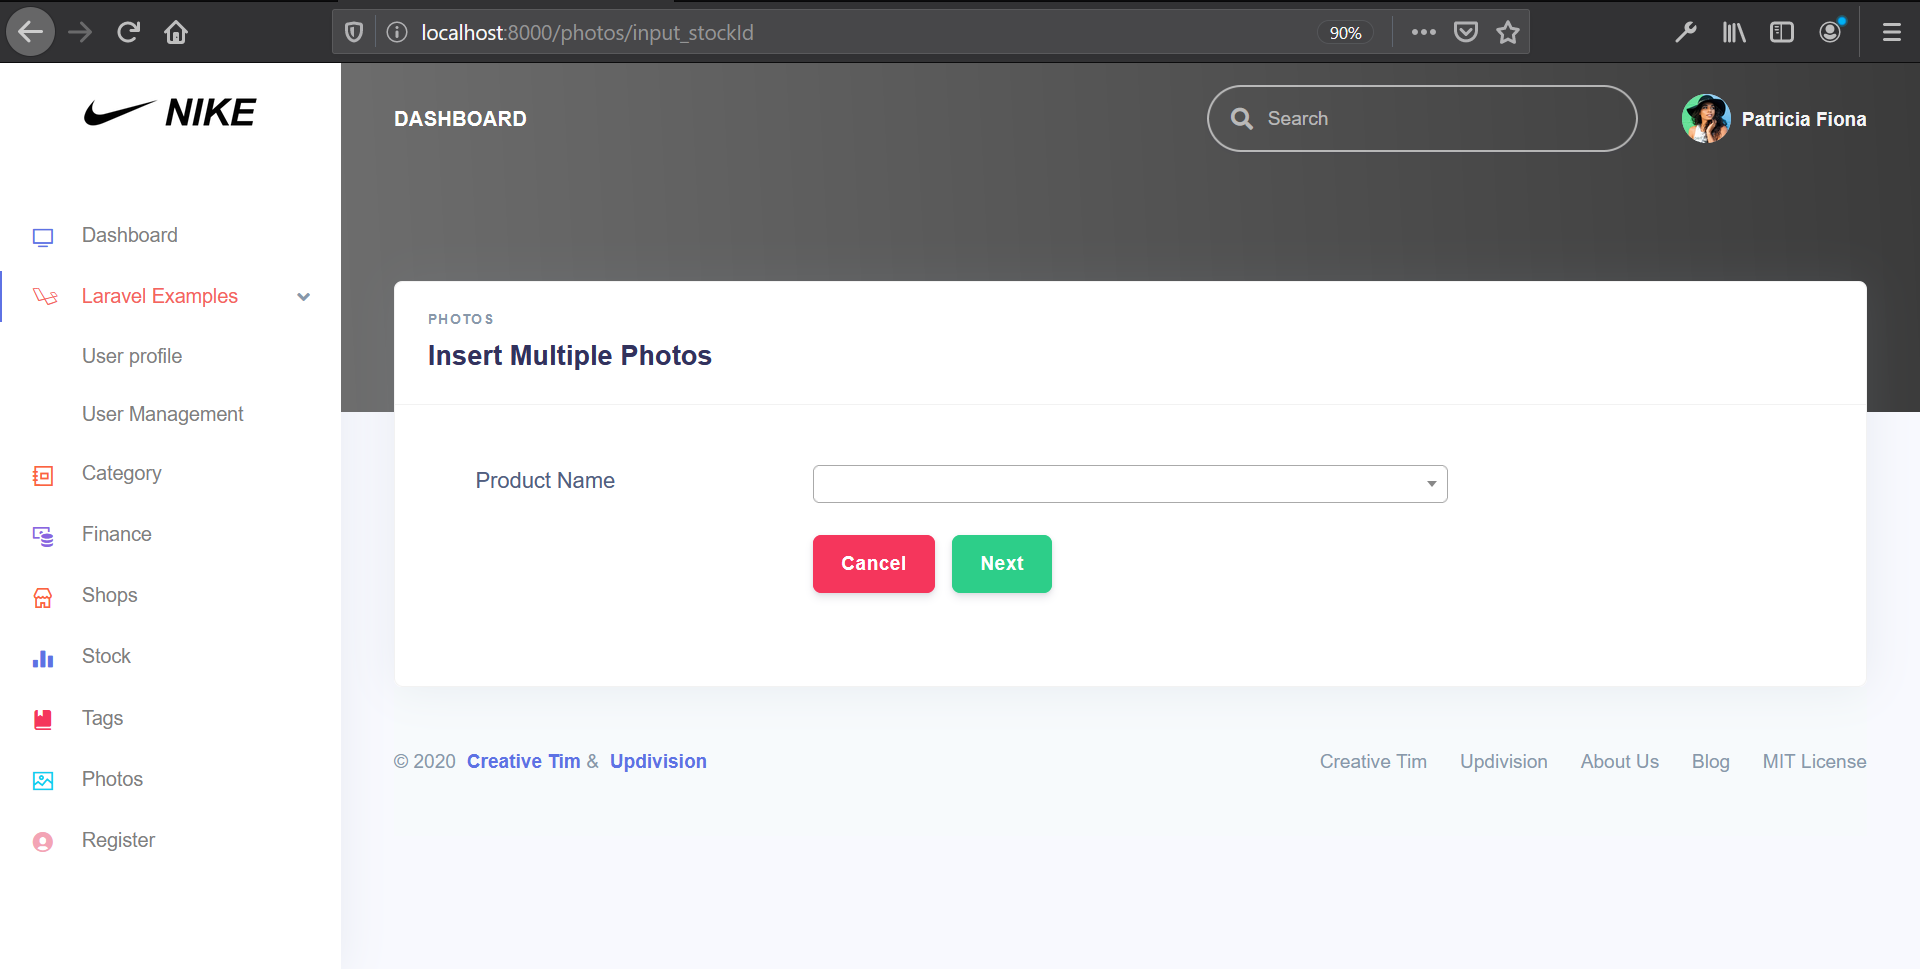 localhost:8000/photos/input_stockId
90%
NIKE
DASHBOARD
Search
Patricia Fiona
Dashboard
Laravel Examples
User profile
User Management
Category
Finance
Shops
Stock
Tags
Photos
Register
PHOTOS
Insert Multiple Photos
Product Name
Cancel
Next
© 2020 Creative Tim & Updivision
Creative Tim
Updivision
About Us
Blog
MIT License